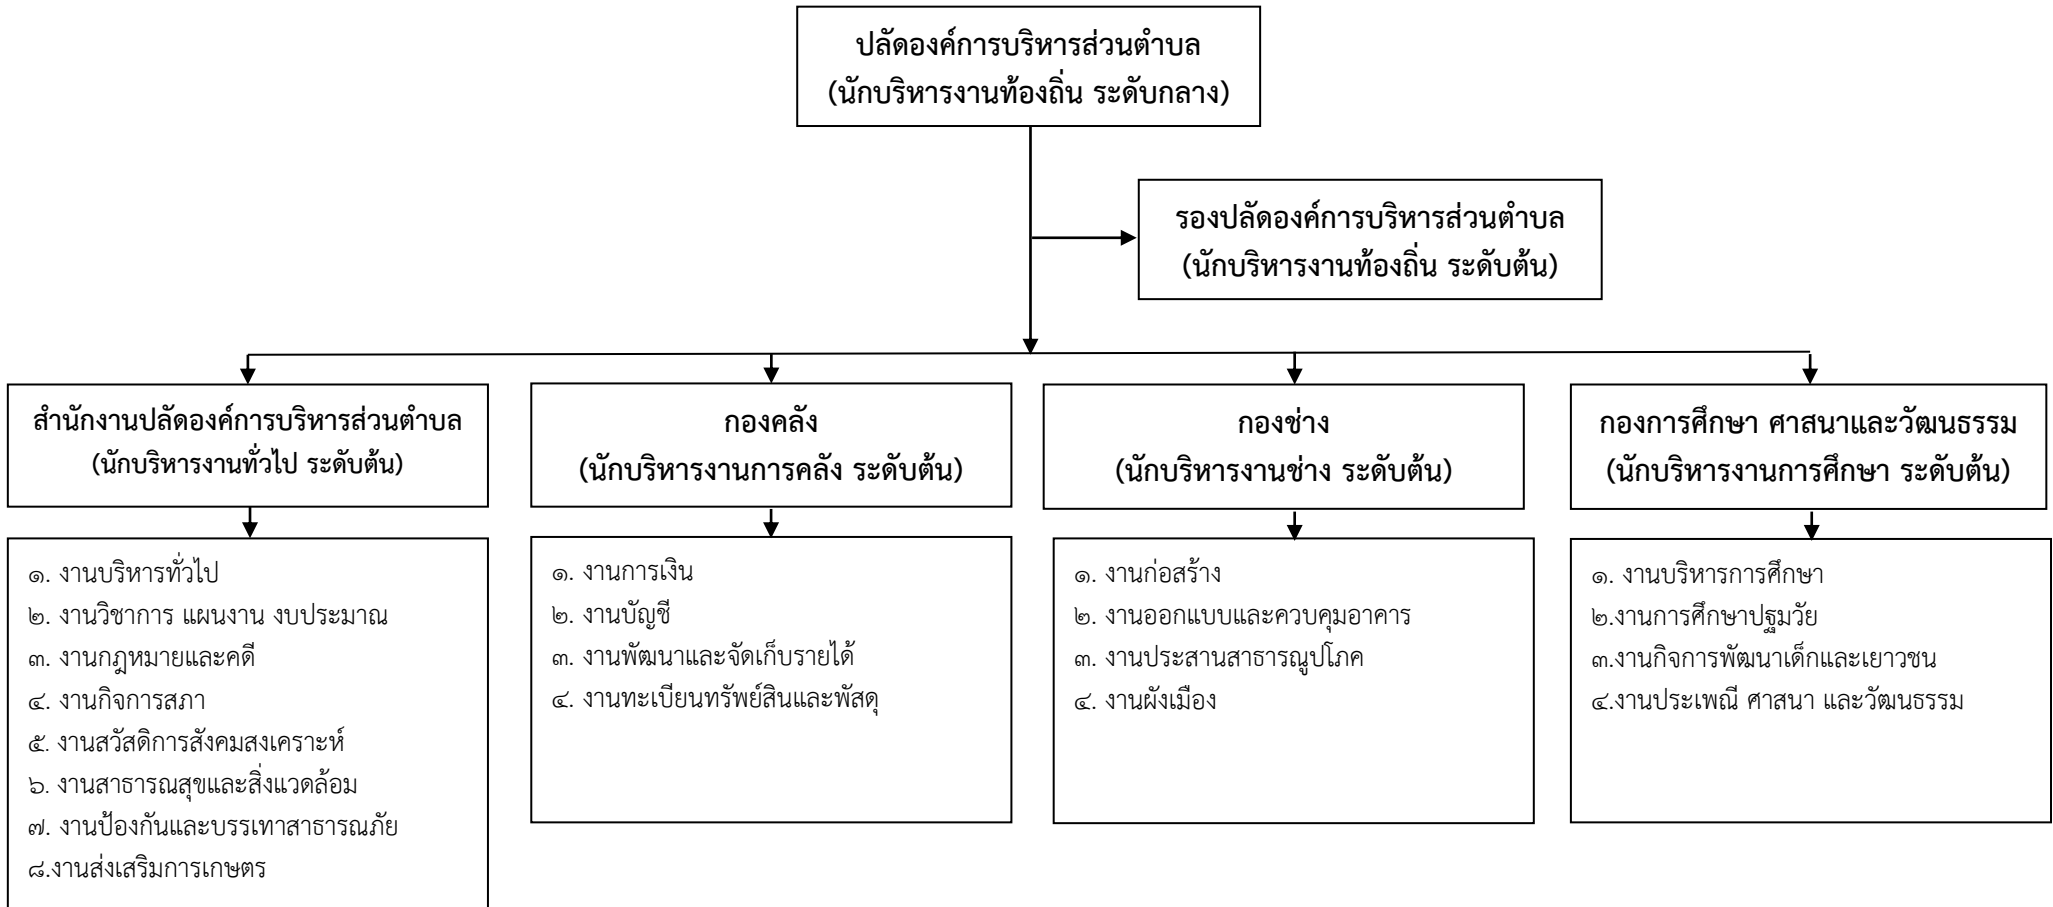 ปลัดองค์การบริหารส่วนตำบล
(นักบริหารงานท้องถิ่น ระดับกลาง)
รองปลัดองค์การบริหารส่วนตำบล
(นักบริหารงานท้องถิ่น ระดับต้น)
สำนักงานปลัดองค์การบริหารส่วนตำบล
(นักบริหารงานทั่วไป ระดับต้น)
กองคลัง
(นักบริหารงานการคลัง ระดับต้น)
กองช่าง
(นักบริหารงานช่าง ระดับต้น)
กองการศึกษา ศาสนาและวัฒนธรรม
(นักบริหารงานการศึกษา ระดับต้น)
๑. งานบริหารทั่วไป
๒. งานวิชาการ แผนงาน งบประมาณ
๓. งานกฎหมายและคดี
๔. งานกิจการสภา
๕. งานสวัสดิการสังคมสงเคราะห์
๖. งานสาธารณสุขและสิ่งแวดล้อม
๗. งานป้องกันและบรรเทาสาธารณภัย
๘.งานส่งเสริมการเกษตร
๑. งานการเงิน
๒. งานบัญชี
๓. งานพัฒนาและจัดเก็บรายได้
๔. งานทะเบียนทรัพย์สินและพัสดุ
๑. งานก่อสร้าง
๒. งานออกแบบและควบคุมอาคาร
๓. งานประสานสาธารณูปโภค
๔. งานผังเมือง
๑. งานบริหารการศึกษา
๒.งานการศึกษาปฐมวัย
๓.งานกิจการพัฒนาเด็กและเยาวชน
๔.งานประเพณี ศาสนา และวัฒนธรรม